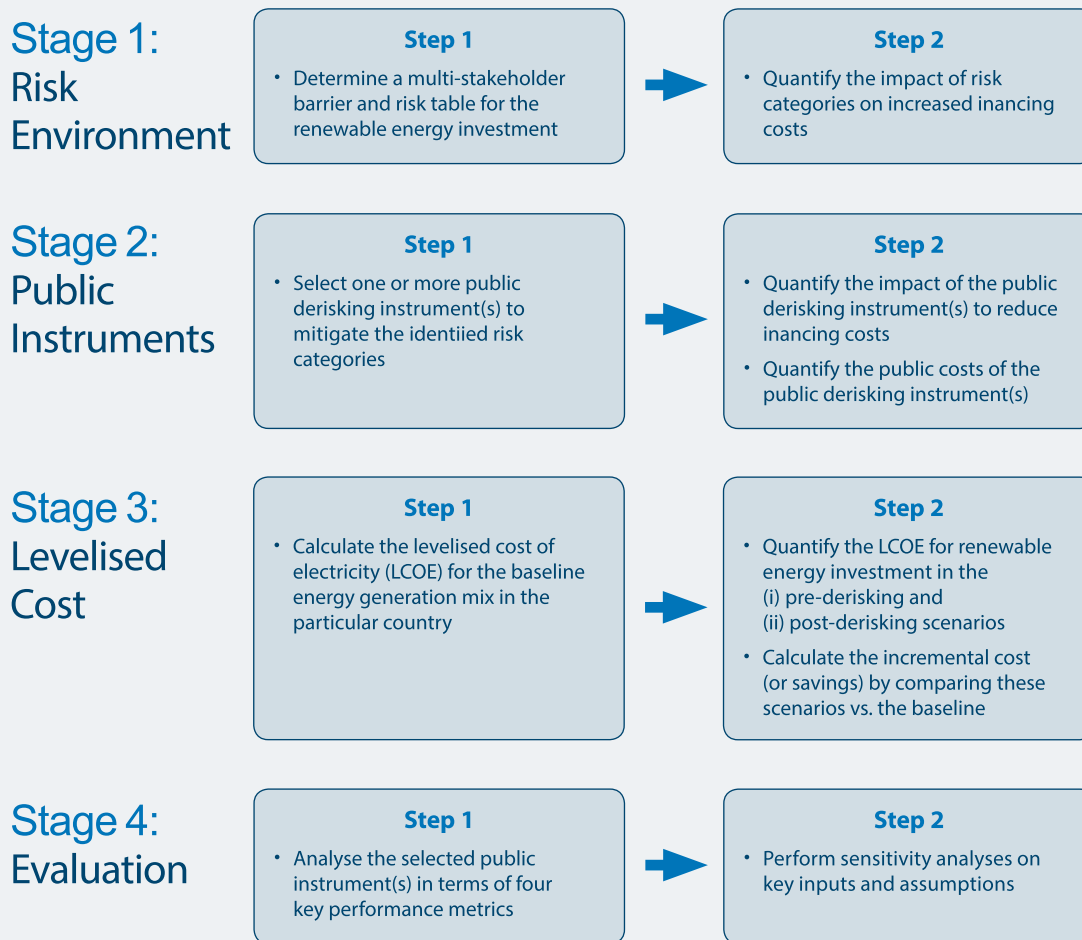 Stage 1:
Risk
Environment
Step 1
• Determine a multi-stakeholder
barrier and risk table for the
renewable energy investment
Step 2
• Quantify the impact of risk
categories on increased inancing
costs
Stage 2:
Public
Instruments
Step 1
• Select one or more public
derisking instrument(s) to
mitigate the identiied risk
categories
Step 2
• Quantify the impact of the public
derisking instrument(s) to reduce
inancing costs
• Quantify the public costs of the
public derisking instrument(s)
Stage 3:
Levelised
Cost
Step 1
• Calculate the levelised cost of
electricity (LCOE) for the baseline
energy generation mix in the
particular country
Step 2
• Quantify the LCOE for renewable
energy investment in the
(i) pre-derisking and
(ii) post-derisking scenarios
• Calculate the incremental cost
(or savings) by comparing these
scenarios vs. the baseline
Stage 4:
Evaluation
Step 1
• Analyse the selected public
instrument(s) in terms of four
key performance metrics
Step 2
• Perform sensitivity analyses on
key inputs and assumptions